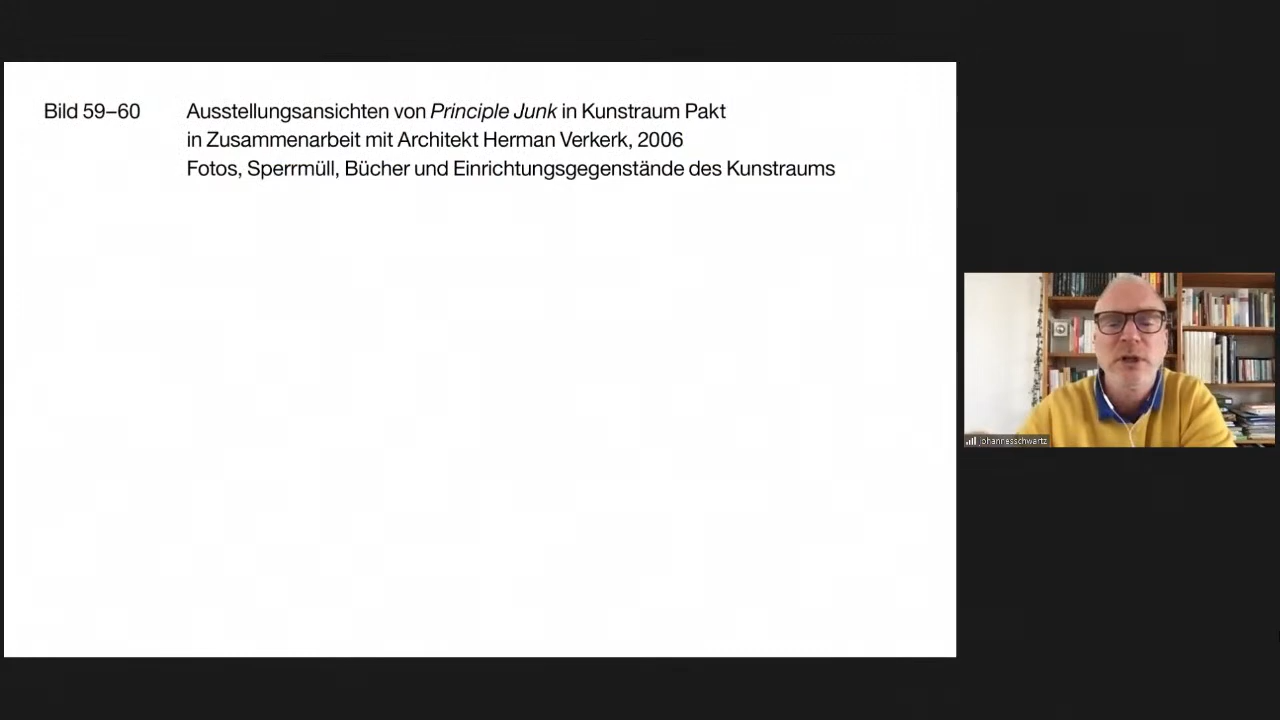 Bild 59–60
Ausstellungsansichten von Principle Junk in Kunstraum Pakt
in Zusammenarbeit mit Architekt Herman Verkerk, 2006
Fotos, Sperrmüll, Bücher und Einrichtungsgegenstände des Kunstraums
johannesschwartz